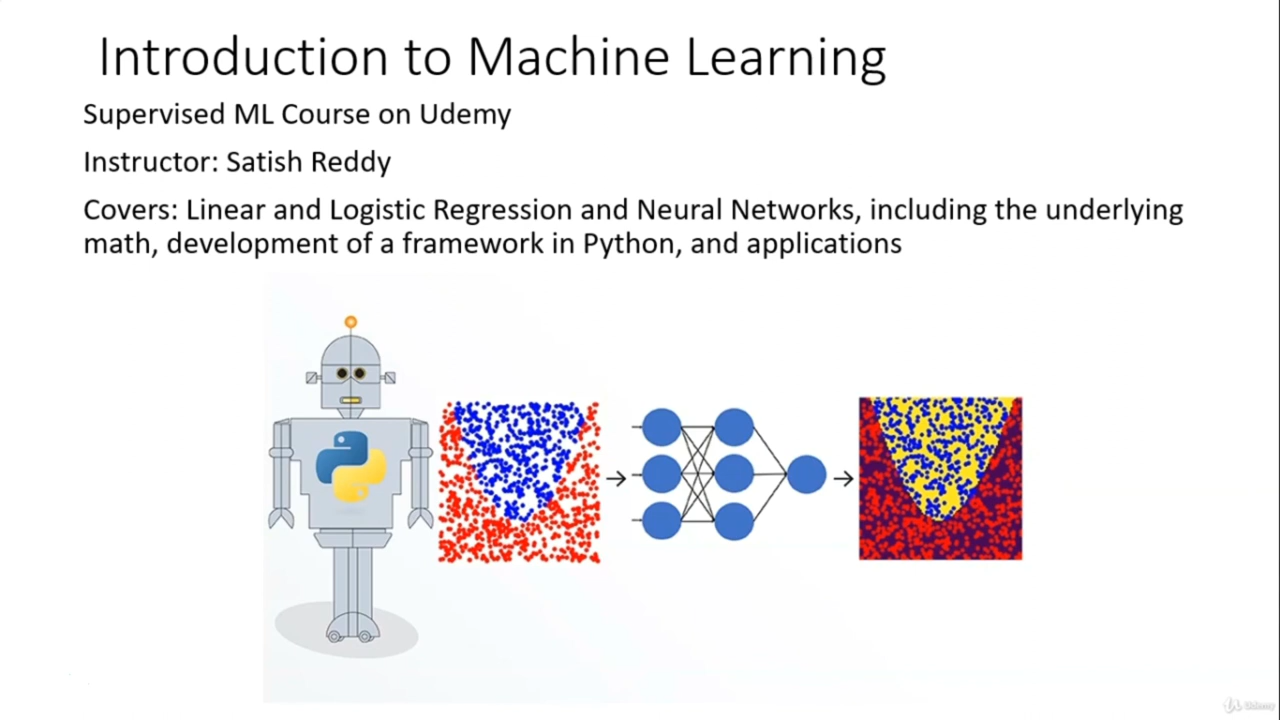 Introduction to Machine Learning
Supervised ML Course on Udemy
Instructor: Satish Reddy
Covers: Linear and Logistic Regression and Neural Networks, including the underlying
math, development of a framework in Python, and applications
Udemy